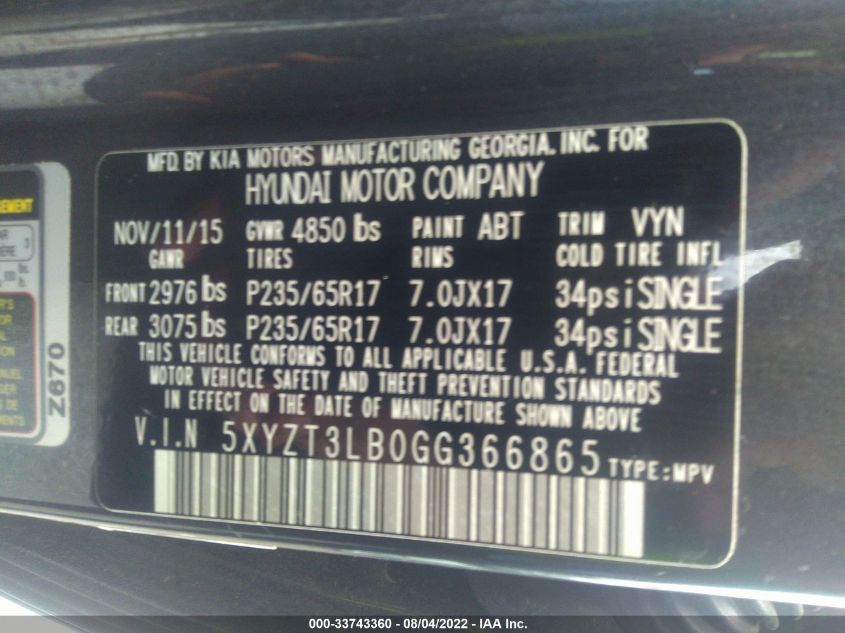 MFD. BY KIA MOTORS MANUFACTURING GEORGIA. INC. FOR
HYUNDAI MOTOR COMPANY
NOV/11/15 GVWR 4850 lbs PAINT ABT TRIM VYN
GAWR TIRES RIMS COLD TIRE INFL
FRONT 2976 lbs P235/65R17 7.0JX17 34psi SINGLE
REAR 3075 lbs P235/65R17 7.0JX17 34psi SINGLE
THIS VEHICLE CONFORMS TO ALL APPLICABLE U.S.A. FEDERAL
MOTOR VEHICLE SAFETY AND THEFT PREVENTION STANDARDS
IN EFFECT ON THE DATE OF MANUFACTURE SHOWN ABOVE
V.I.N 5XYZT3LB0GG366865 TYPE:MPV
Z670
000-33743360 - 08/04/2022 - IAA Inc.